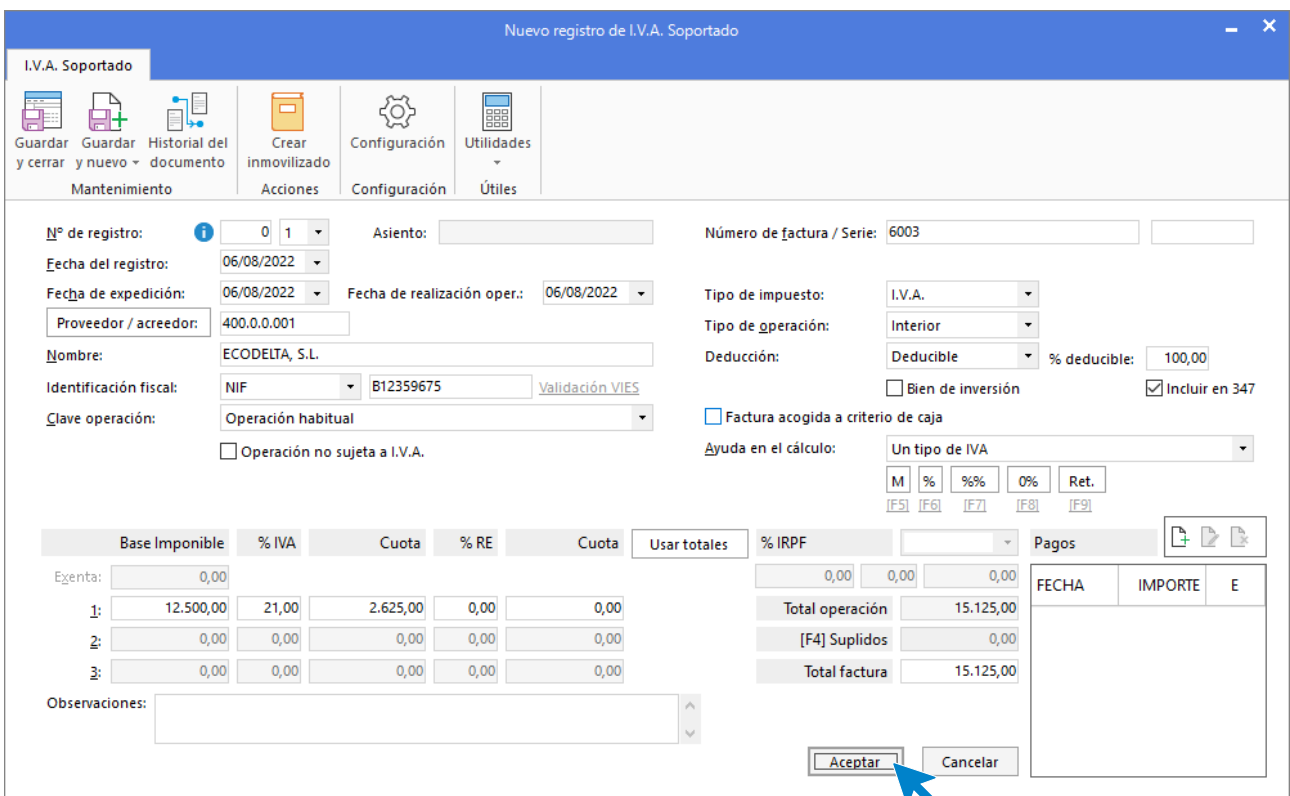 Nuevo registro de I.V.A. Soportado
I.V.A. Soportado
Guardar y cerrar
Guardar y nuevo
Historial del documento
Crear inmovilizado
Configuración
Utilidades
Mantenimiento
Acciones
Configuración
Útiles
Nº de registro: 0 1 Asiento: Número de factura / Serie: 6003
Fecha del registro: 06/08/2022
Fecha de expedición: 06/08/2022 Fecha de realización oper.: 06/08/2022 Tipo de impuesto: I.V.A.
Proveedor / acreedor: 400.0.0.001 Tipo de operación: Interior
Nombre: ECODELTA, S.L. Deducción: Deducible % deducible: 100,00
Identificación fiscal: NIF B12359675 Validación VIES Bien de inversión Incluir en 347
Clave operación: Operación habitual Factura acogida a criterio de caja
Operación no sujeta a I.V.A. Ayuda en el cálculo: Un tipo de IVA
M % %% 0% Ret.
[F5] [F6] [F7] [F8] [F9]
Base Imponible % IVA Cuota % RE Cuota Usar totales % IRPF Pagos
Exenta: 0,00 0,00 0,00 0,00 FECHA IMPORTE E
1: 12.500,00 21,00 2.625,00 0,00 0,00 Total operación 15.125,00
2: 0,00 0,00 0,00 0,00 0,00 [F4] Suplidos 0,00
3: 0,00 0,00 0,00 0,00 0,00 Total factura 15.125,00
Observaciones:
Aceptar Cancelar